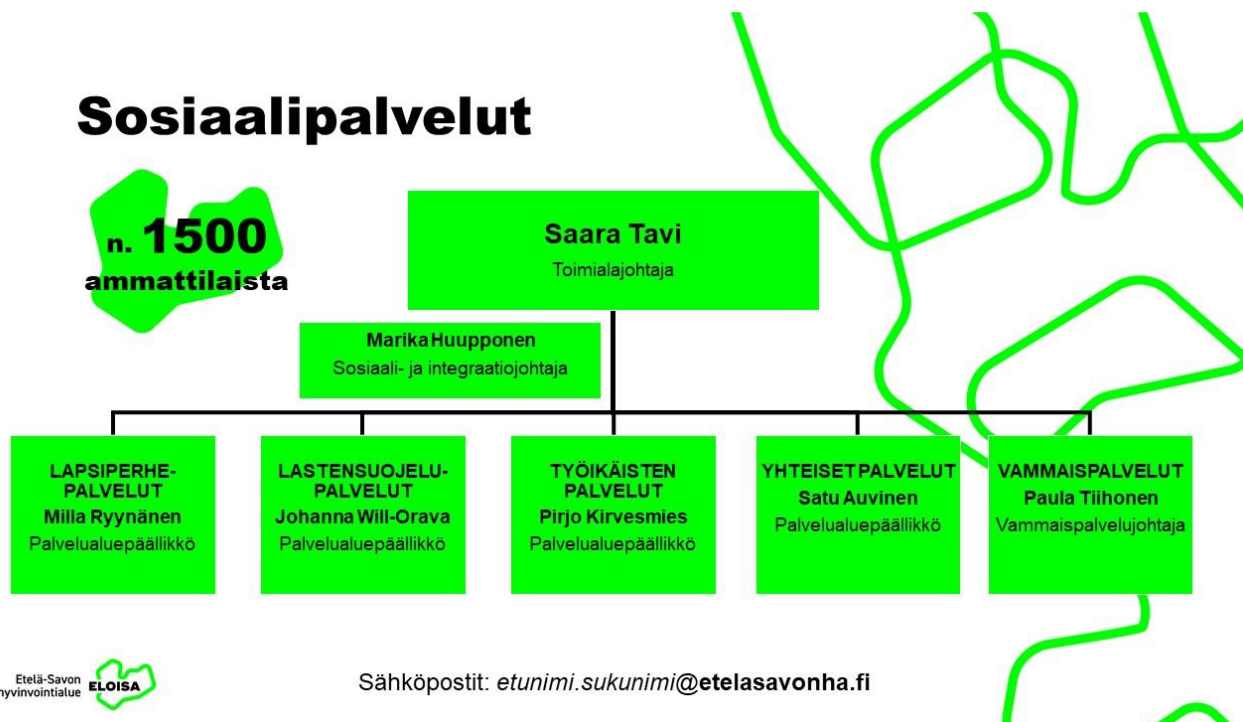 Sosiaalipalvelut
n. 1500
ammattilaista
Saara Tavi
Toimialajohtaja
Marika Huupponen
Sosiaali- ja integraatiojohtaja
LAPSIPERHE-
PALVELUT
Milla Ryynänen
Palvelualuepäällikkö
LASTENSUOJELU-
PALVELUT
Johanna Will-Orava
Palvelualuepäällikkö
TYÖIKÄISTEN
PALVELUT
Pirjo Kirvesmies
Palvelualuepäällikkö
YHTEISET PALVELUT
Satu Auvinen
Palvelualuepäällikkö
VAMMAISPALVELUT
Paula Tiihonen
Vammaispalvelujohtaja
Etelä-Savon
yvinvointialue
ELOISA
Sähköpostit: etunimi.sukunimi@etelasavonha.fi